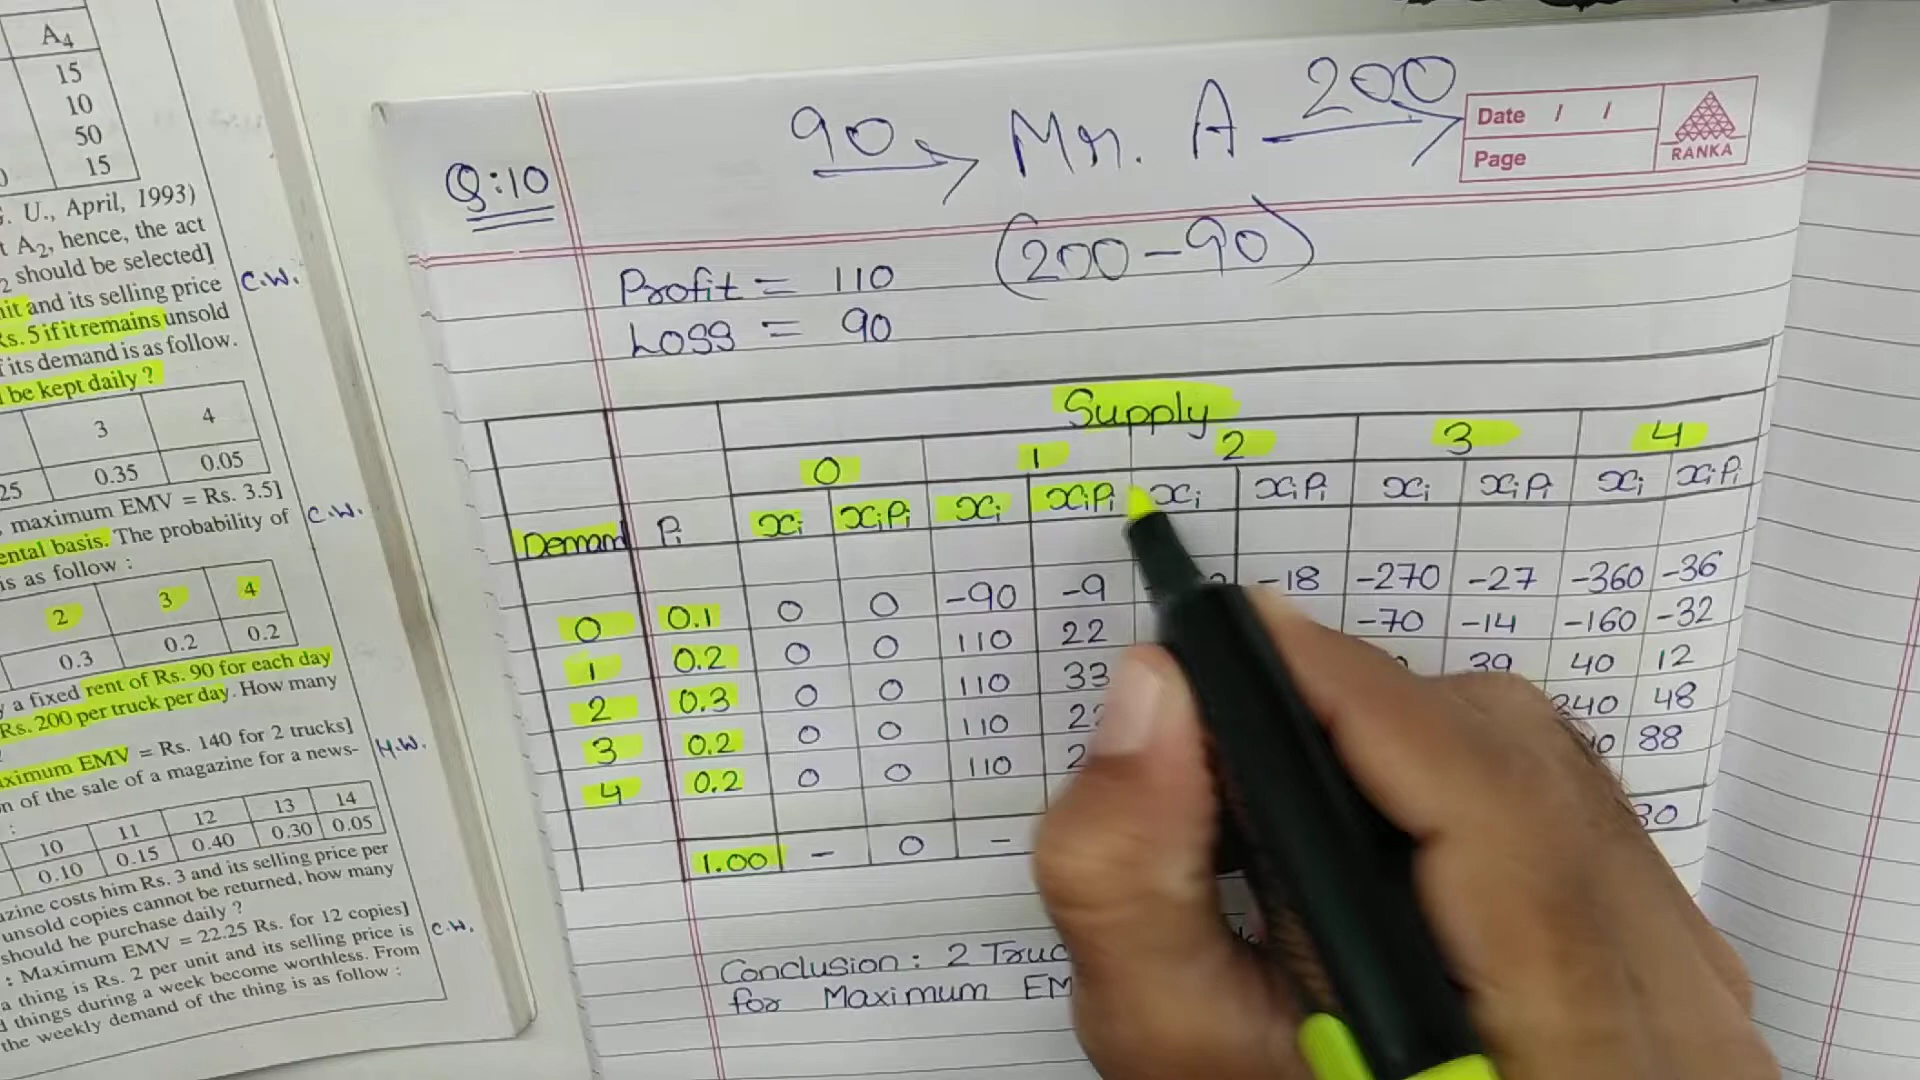 A4
15
10
50
15
G. U., April, 1993)
t A2, hence, the act
2 should be selected]
nit and its selling price
Rs. 5 if it remains unsold
f its demand is as follow.
be kept daily ?
C.W.
3 4
25 0.35 0.05
, maximum EMV = Rs. 3.5]
ental basis. The probability of
is as follow :
C.W.
2 3 4
0.3 0.2 0.2
y a fixed rent of Rs. 90 for each day
Rs. 200 per truck per day. How many
aximum EMV = Rs. 140 for 2 trucks]
n of the sale of a magazine for a news-
H.W.
10 11 12 13 14
0.10 0.15 0.40 0.30 0.05
azine costs him Rs. 3 and its selling price per
unsold copies cannot be returned, how many
should he purchase daily ?
: Maximum EMV = 22.25 Rs. for 12 copies]
C.W.
a thing is Rs. 2 per unit and its selling price is
d things during a week become worthless. From
the weekly demand of the thing is as follow :
Q:10
90 Mr. A 200
Date / /
Page
RANKA
Profit = 110 (200-90)
Loss = 90
Supply
0 1 2 3 4
Demand Pi xi xiPi xi xiPi xi xiPi xi xiPi xi xiPi
0 0.1 0 0 -90 -9 -18 -270 -27 -360 -36
1 0.2 0 0 110 22 -70 -14 -160 -32
2 0.3 0 0 110 33 39 40 12
3 0.2 0 0 110 240 48
4 0.2 0 0 110 88
1.00 - 0 -
Conclusion: 2
for Maximum